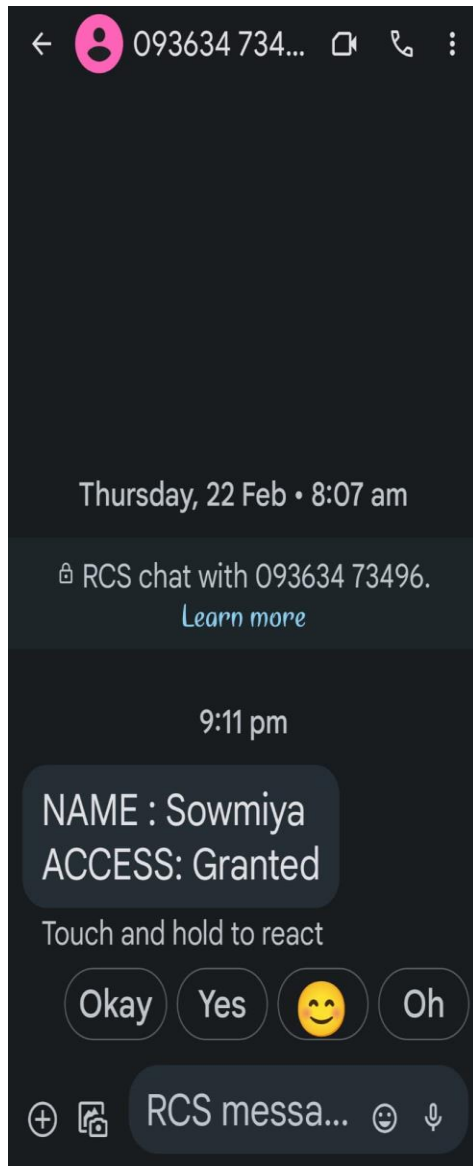 093634 734...
Thursday, 22 Feb • 8:07 am
RCS chat with 093634 73496.
Learn more
9:11 pm
NAME : Sowmiya
ACCESS: Granted
Touch and hold to react
Okay Yes 😊 Oh
RCS messa...